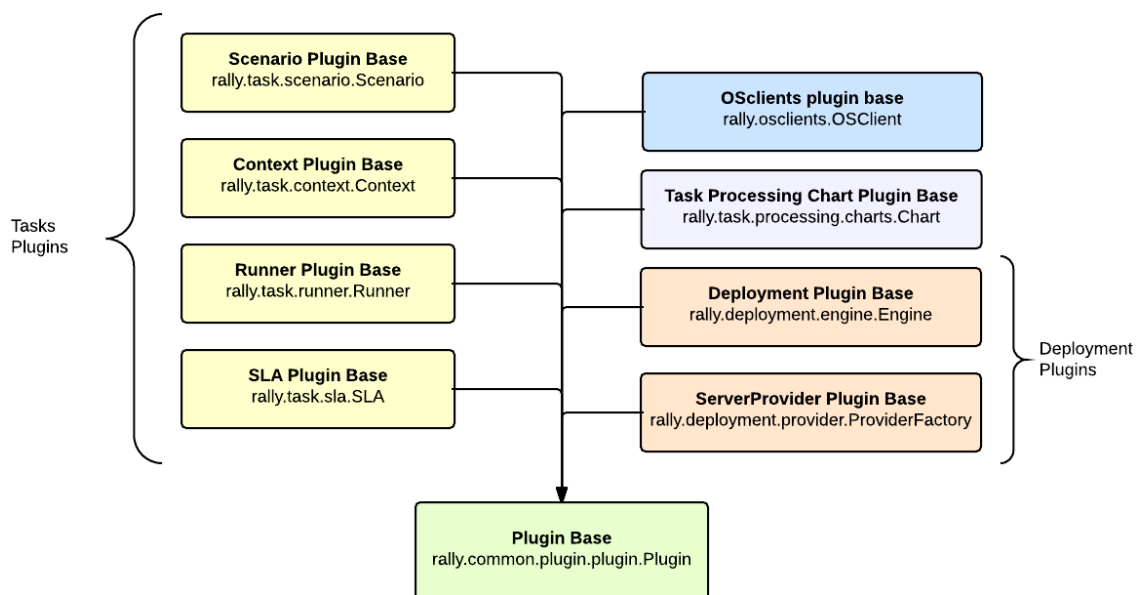 Tasks
Plugins
Scenario Plugin Base
rally.task.scenario.Scenario
Context Plugin Base
rally.task.context.Context
Runner Plugin Base
rally.task.runner.Runner
SLA Plugin Base
rally.task.sla.SLA
OSclients plugin base
rally.osclients.OSClient
Task Processing Chart Plugin Base
rally.task.processing.charts.Chart
Deployment Plugin Base
rally.deployment.engine.Engine
ServerProvider Plugin Base
rally.deployment.provider.ProviderFactory
Deployment
Plugins
Plugin Base
rally.common.plugin.plugin.Plugin